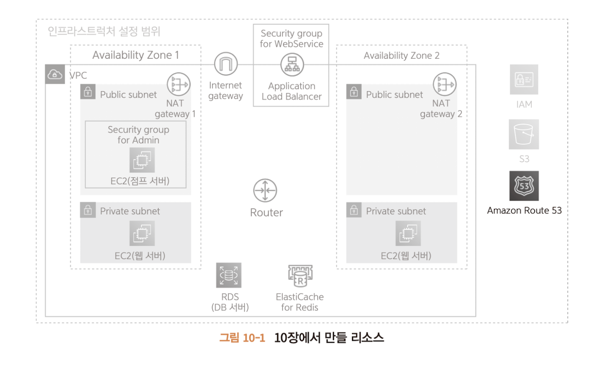 인프라스트럭처 설정 범위
Security group
for WebService
Availability Zone 1
Availability Zone 2
VPC
NAT
gateway 1
Internet
gateway
Application
Load Balancer
NAT
gateway 2
Public subnet
Public subnet
Security group
for Admin
EC2(점프 서버)
IAM
S3
53
Amazon Route 53
Router
Private subnet
EC2(웹 서버)
Private subnet
EC2(웹 서버)
RDS
(DB 서버)
R
ElastiCache
for Redis
그림 10-1 10장에서 만들 리소스